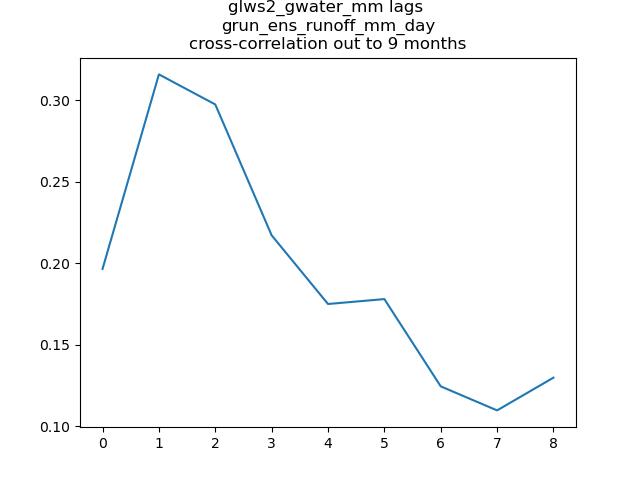 glws2_gwater_mm lags
grun_ens_runoff_mm_day
cross-correlation out to 9 months
0.30
0.25
0.20
0.15
0.10
0 1 2 3 4 5 6 7 8